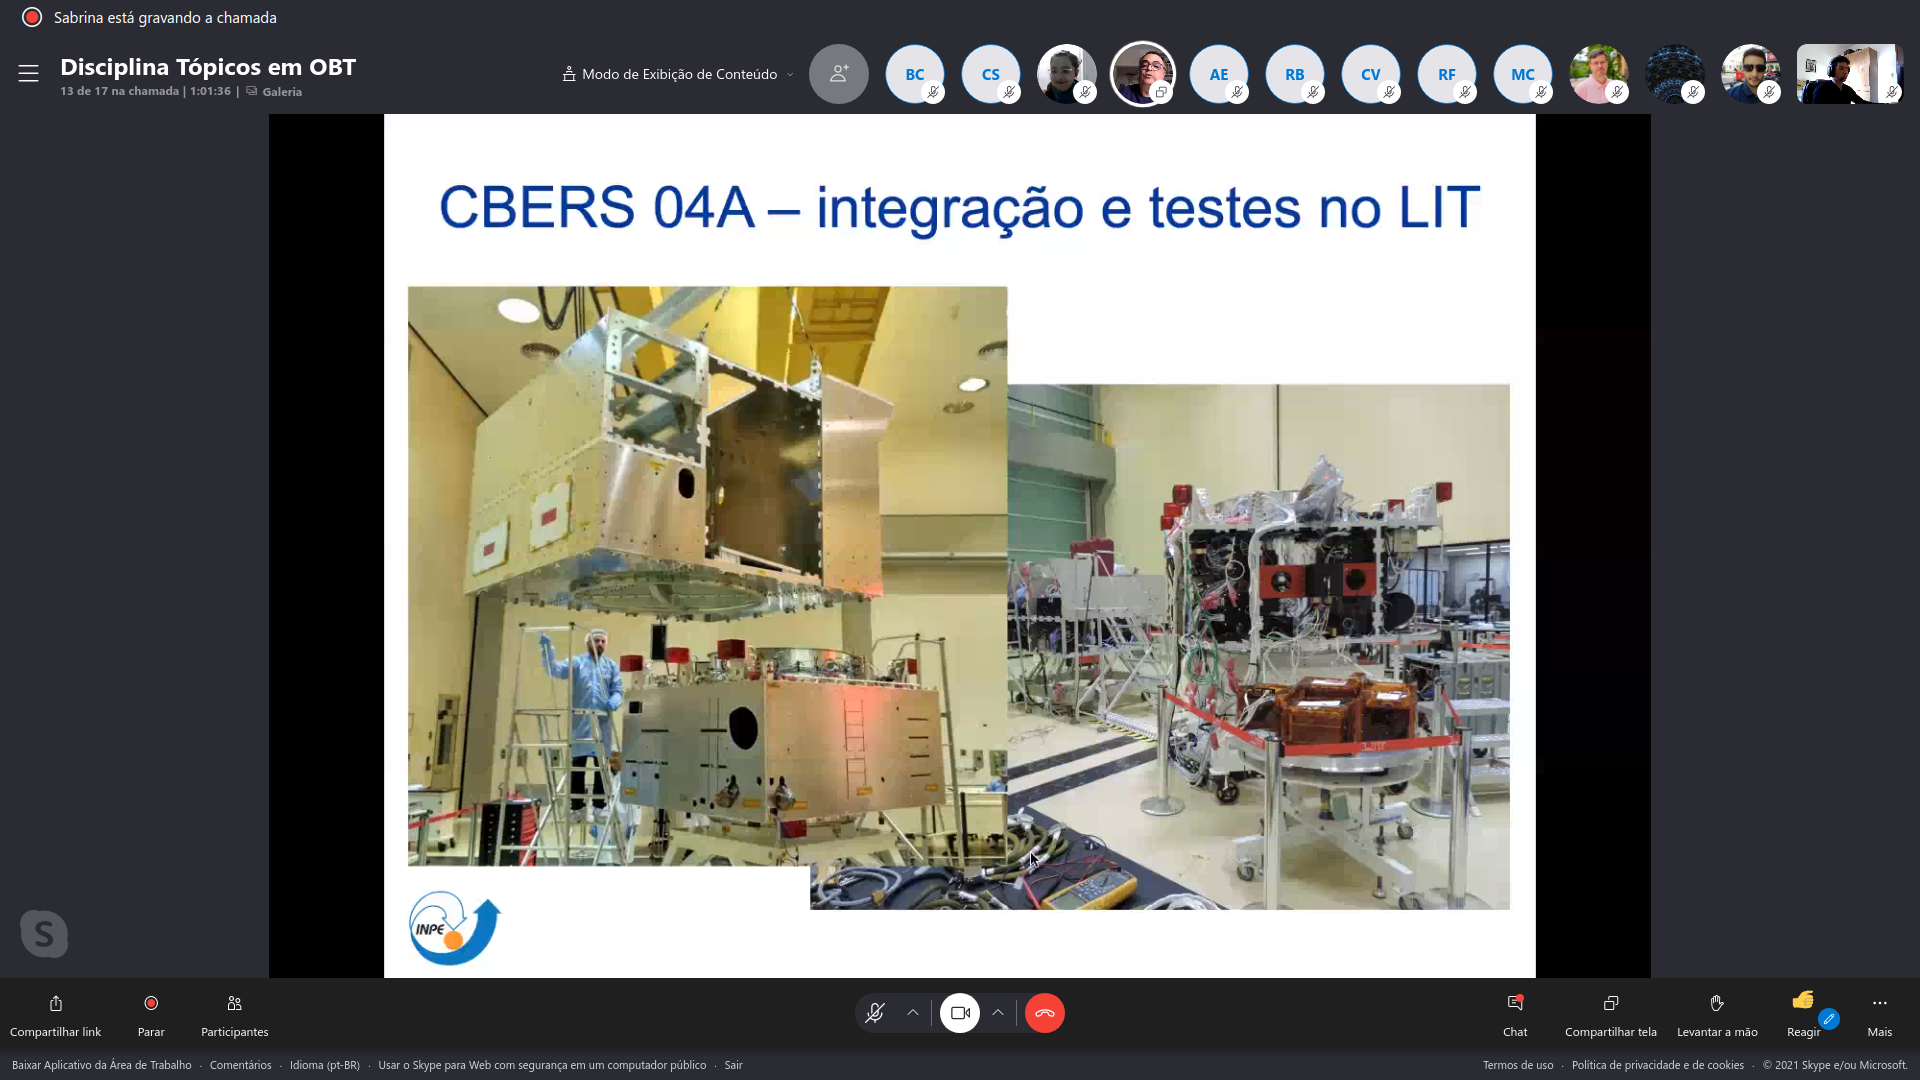 Sabrina está gravando a chamada
Disciplina Tópicos em OBT
13 de 17 na chamada | 1:01:36 | Galeria
Modo de Exibição de Conteúdo
BC
CS
AE
RB
CV
RF
MC
CBERS 04A – integração e testes no LIT
INPE
S
Compartilhar link
Parar
Participantes
Chat
Compartilhar tela
Levantar a mão
Reagir
Mais
Baixar Aplicativo da Área de Trabalho · Comentários · Idioma (pt-BR) · Usar o Skype para Web com segurança em um computador público · Sair
Termos de uso · Política de privacidade e de cookies · © 2021 Skype e/ou Microsoft.